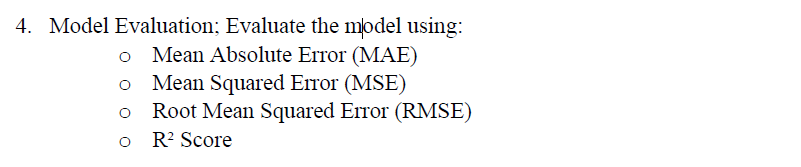 4. Model Evaluation; Evaluate the model using:
o Mean Absolute Error (MAE)
o Mean Squared Error (MSE)
o Root Mean Squared Error (RMSE)
o R² Score